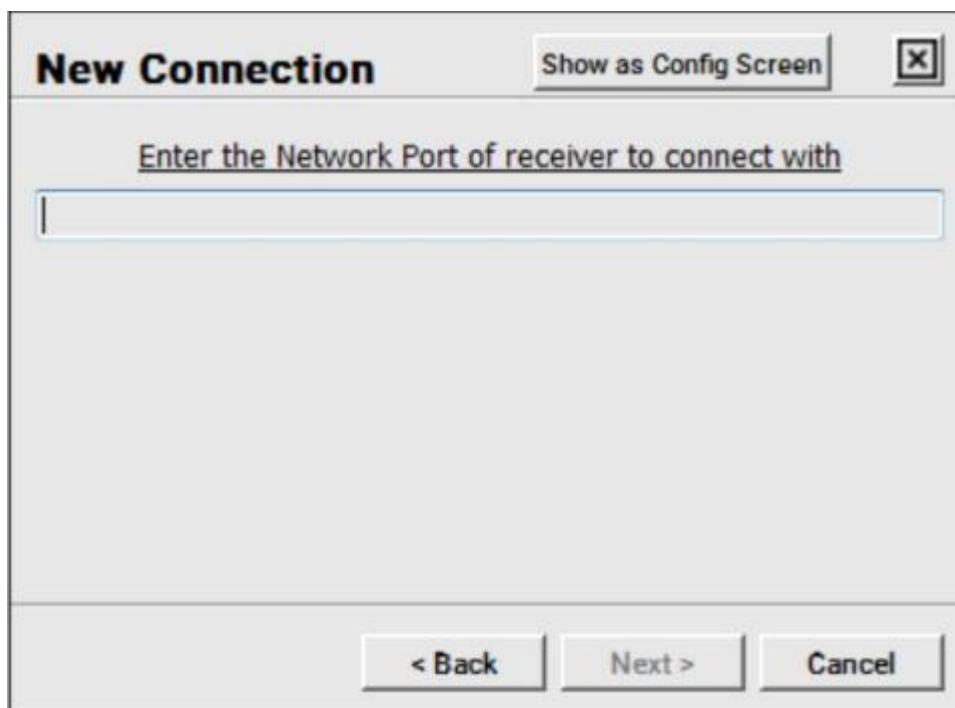 New Connection
Show as Config Screen
Enter the Network Port of receiver to connect with
< Back
Next >
Cancel